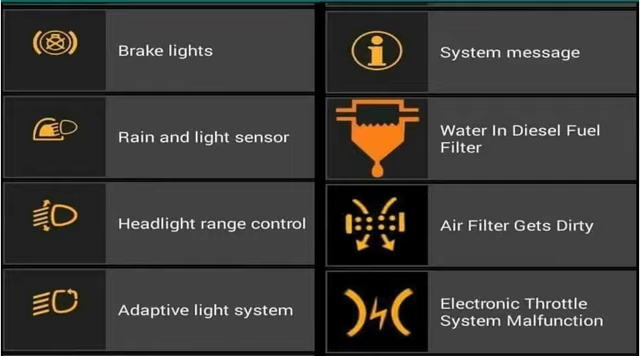 Brake lights
System message
Rain and light sensor
Water In Diesel Fuel
Filter
Headlight range control
Air Filter Gets Dirty
Adaptive light system
Electronic Throttle
System Malfunction